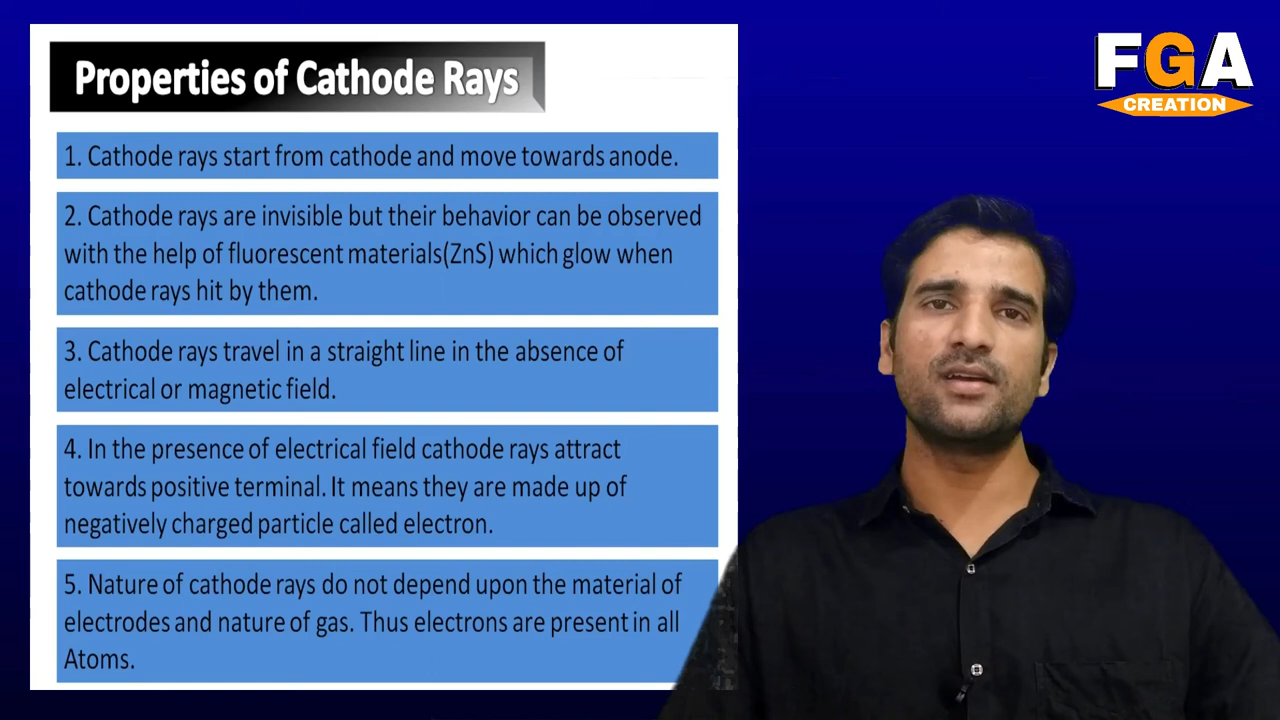 Properties of Cathode Rays
1. Cathode rays start from cathode and move towards anode.
2. Cathode rays are invisible but their behavior can be observed
with the help of fluorescent materials(ZnS) which glow when
cathode rays hit by them.
3. Cathode rays travel in a straight line in the absence of
electrical or magnetic field.
4. In the presence of electrical field cathode rays attract
towards positive terminal. It means they are made up of
negatively charged particle called electron.
5. Nature of cathode rays do not depend upon the material of
electrodes and nature of gas. Thus electrons are present in all
Atoms.
FGA
CREATION